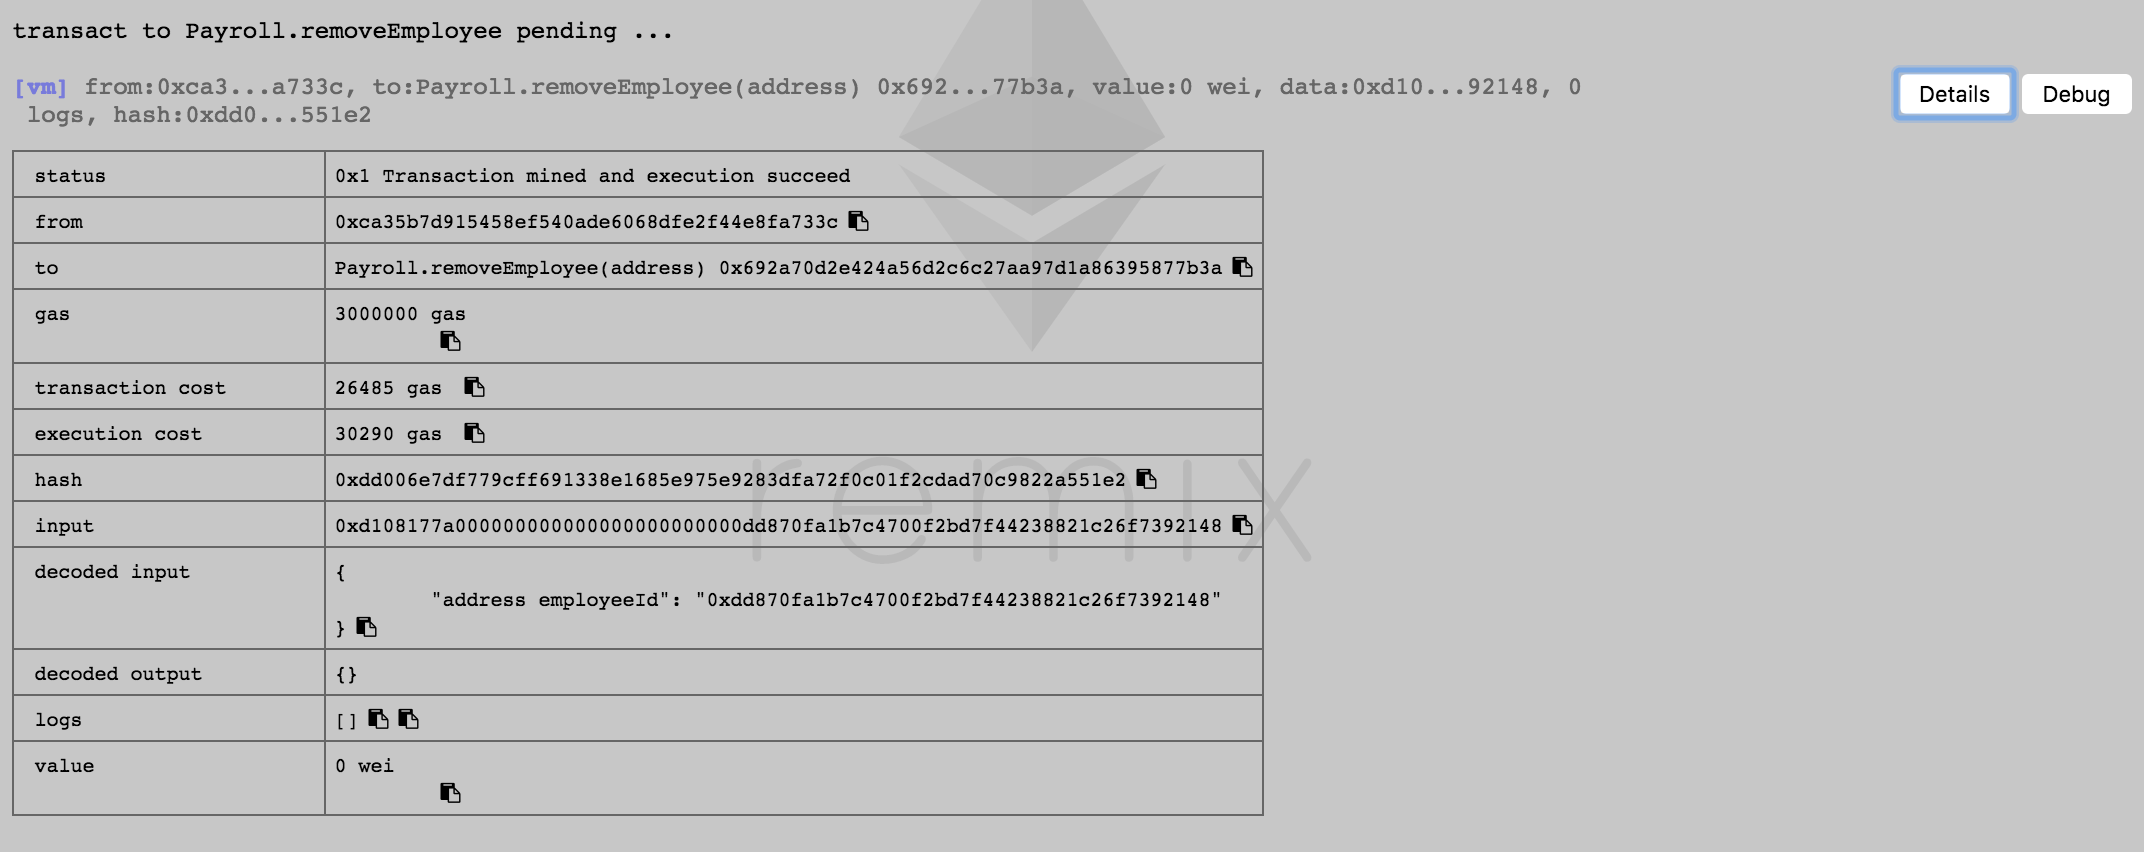 transact to Payroll.removeEmployee pending ...
[vm] from:0xca3...a733c, to:Payroll.removeEmployee(address) 0x692...77b3a, value:0 wei, data:0xd10...92148, 0
logs, hash:0xdd0...551e2
Details Debug
status 0x1 Transaction mined and execution succeed
from 0xca35b7d915458ef540ade6068dfe2f44e8fa733c
to Payroll.removeEmployee(address) 0x692a70d2e424a56d2c6c27aa97d1a86395877b3a
gas 3000000 gas
transaction cost 26485 gas
execution cost 30290 gas
hash 0xdd006e7df779cff691338e1685e975e9283dfa72f0c01f2cdad70c9822a551e2
input 0xd108177a000000000000000000000000dd870fa1b7c4700f2bd7f44238821c26f7392148
decoded input {
"address employeeId": "0xdd870fa1b7c4700f2bd7f44238821c26f7392148"
}
decoded output {}
logs []
value 0 wei
remix